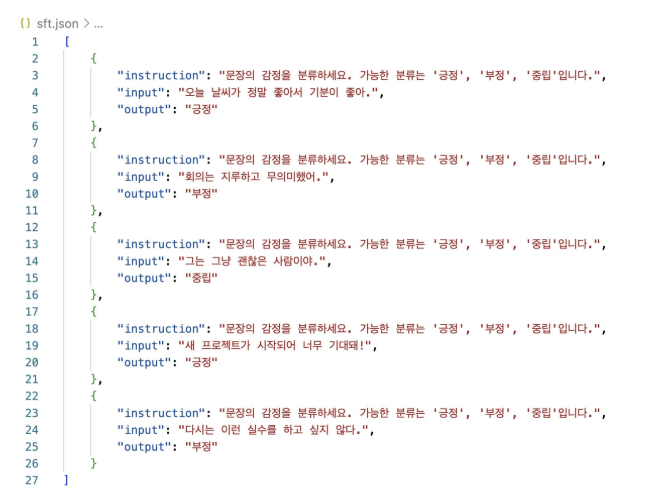 {} sft.json > ...
1 [
2 {
3 "instruction": "문장의 감정을 분류하세요. 가능한 분류는 '긍정', '부정', '중립'입니다.",
4 "input": "오늘 날씨가 정말 좋아서 기분이 좋아.",
5 "output": "긍정"
6 },
7 {
8 "instruction": "문장의 감정을 분류하세요. 가능한 분류는 '긍정', '부정', '중립'입니다.",
9 "input": "회의는 지루하고 무의미했어.",
10 "output": "부정"
11 },
12 {
13 "instruction": "문장의 감정을 분류하세요. 가능한 분류는 '긍정', '부정', '중립'입니다.",
14 "input": "그는 그냥 괜찮은 사람이야.",
15 "output": "중립"
16 },
17 {
18 "instruction": "문장의 감정을 분류하세요. 가능한 분류는 '긍정', '부정', '중립'입니다.",
19 "input": "새 프로젝트가 시작되어 너무 기대돼!",
20 "output": "긍정"
21 },
22 {
23 "instruction": "문장의 감정을 분류하세요. 가능한 분류는 '긍정', '부정', '중립'입니다.",
24 "input": "다시는 이런 실수를 하고 싶지 않다.",
25 "output": "부정"
26 }
27 ]